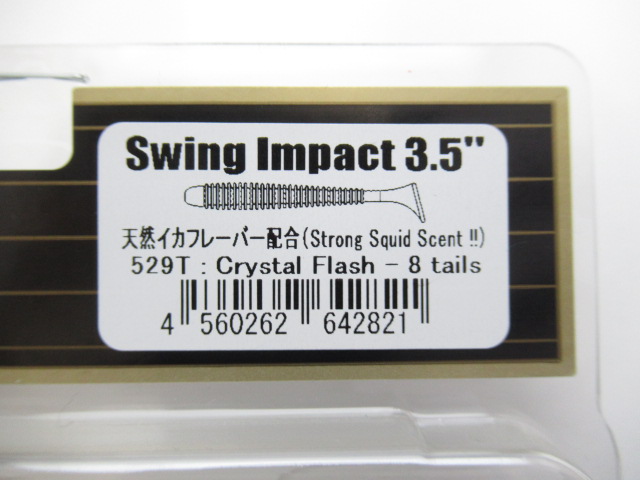 Swing Impact 3.5"
天然イカフレーバー配合(Strong Squid Scent !!)
529T : Crystal Flash - 8 tails
4 560262 642821